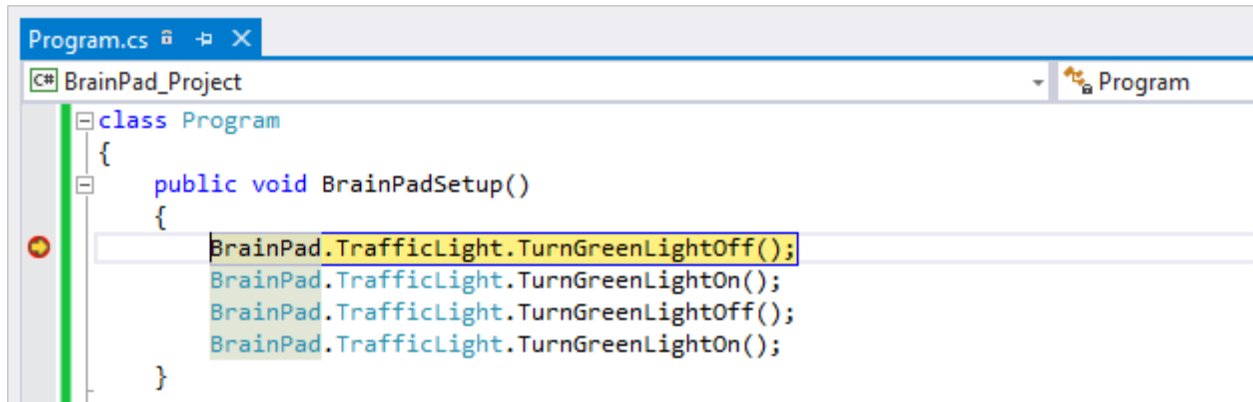 Program.cs
C# BrainPad_Project Program
class Program
{
public void BrainPadSetup()
{
BrainPad.TrafficLight.TurnGreenLightOff();
BrainPad.TrafficLight.TurnGreenLightOn();
BrainPad.TrafficLight.TurnGreenLightOff();
BrainPad.TrafficLight.TurnGreenLightOn();
}